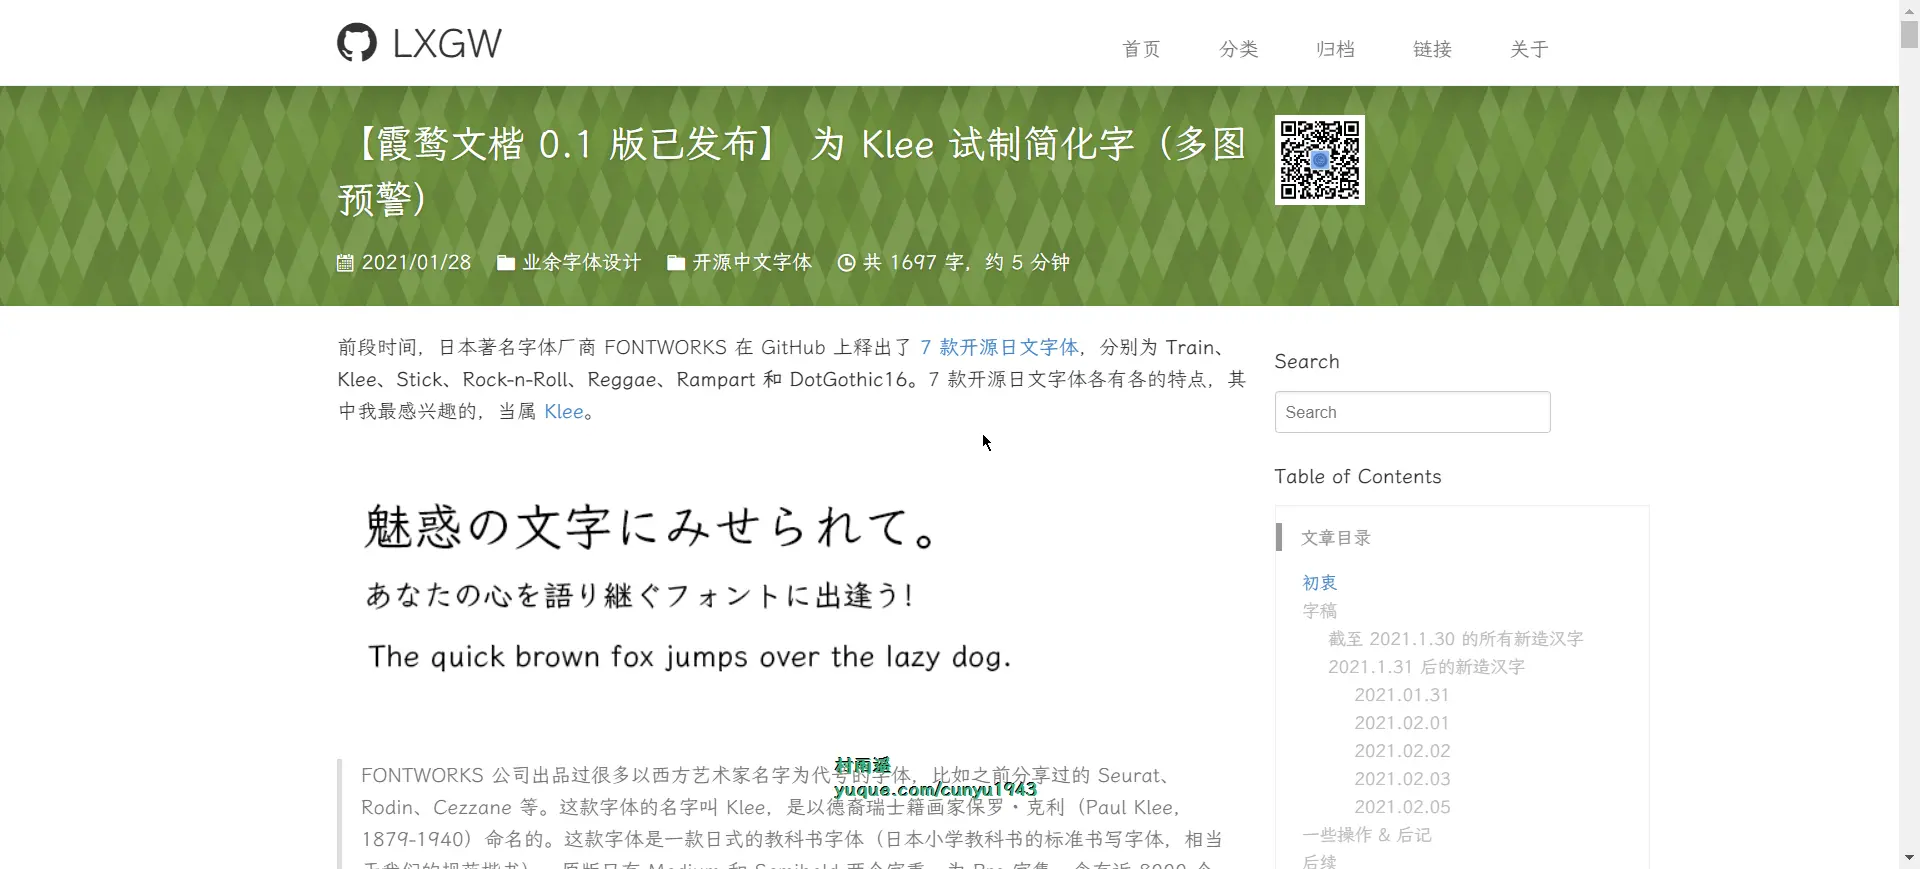 LXGW
首页
分类
归档
链接
关于
【霞鹜文楷 0.1 版已发布】 为 Klee 试制简化字（多图
预警）
2021/01/28 业余字体设计 开源中文字体 共 1697 字，约 5 分钟
前段时间，日本著名字体厂商 FONTWORKS 在 GitHub 上释出了 7 款开源日文字体，分别为 Train、
Klee、Stick、Rock-n-Roll、Reggae、Rampart 和 DotGothic16。7 款开源日文字体各有各的特点，其
中我最感兴趣的，当属 Klee。
魅惑の文字にみせられて。
あなたの心を語り継ぐフォントに出逢う！
The quick brown fox jumps over the lazy dog.
FONTWORKS 公司出品过很多以西方艺术家名字为代号的字体，比如之前分享过的 Seurat、
Rodin、Cezzane 等。这款字体的名字叫 Klee，是以德裔瑞士籍画家保罗·克利（Paul Klee，
1879-1940）命名的。这款字体是一款日式的教科书字体（日本小学教科书的标准书写字体，相当
村雨遥
yuque.com/cunyu1943
Search
Search
Table of Contents
文章目录
初衷
字稿
截至 2021.1.30 的所有新造汉字
2021.1.31 后的新造汉字
2021.01.31
2021.02.01
2021.02.02
2021.02.03
2021.02.05
一些操作 & 后记
后续